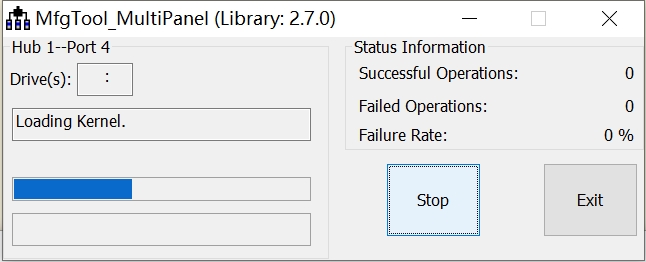 MfgTool_MultiPanel (Library: 2.7.0)
Hub 1--Port 4
Drive(s): :
Loading Kernel.
Status Information
Successful Operations: 0
Failed Operations: 0
Failure Rate: 0 %
Stop
Exit